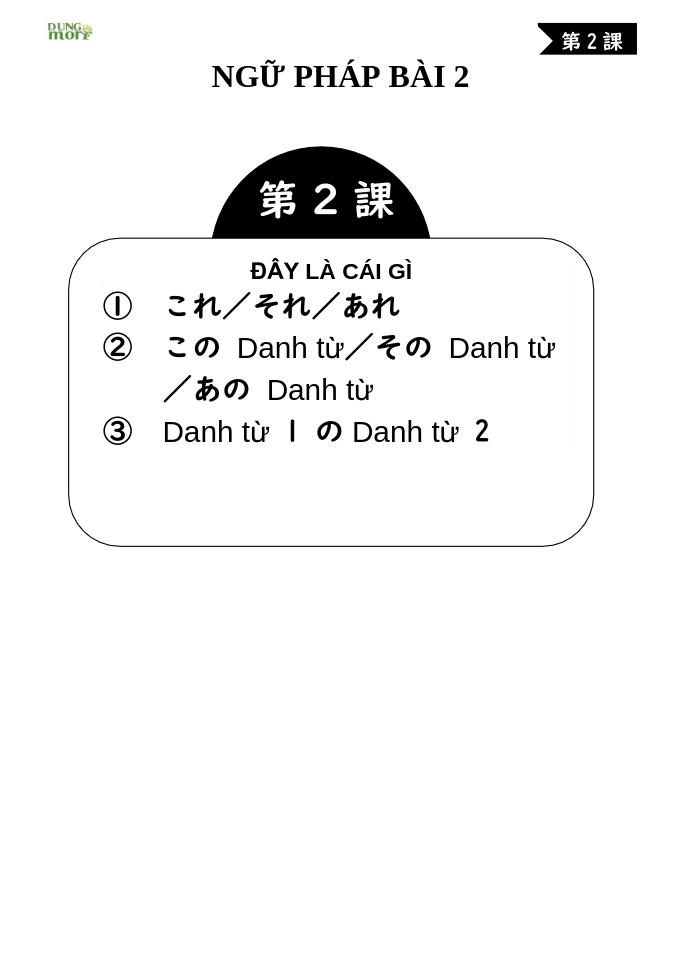 DUNG
mori
第2課
NGỮ PHÁP BÀI 2
第2課
ĐÂY LÀ CÁI GÌ
① これ／それ／あれ
② この Danh từ／その Danh từ
／あの Danh từ
③ Danh từ 1 の Danh từ 2